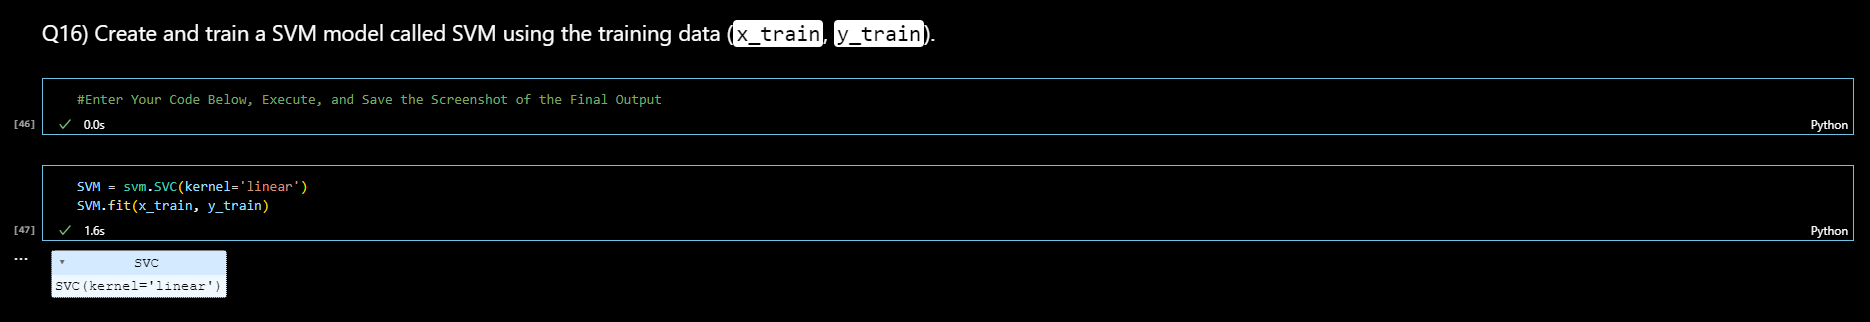 Q16) Create and train a SVM model called SVM using the training data (x_train, y_train).
#Enter Your Code Below, Execute, and Save the Screenshot of the Final Output
[46] 0.0s Python
SVM = svm.SVC(kernel='linear')
SVM.fit(x_train, y_train)
[47] 1.6s Python
...
SVC
SVC(kernel='linear')